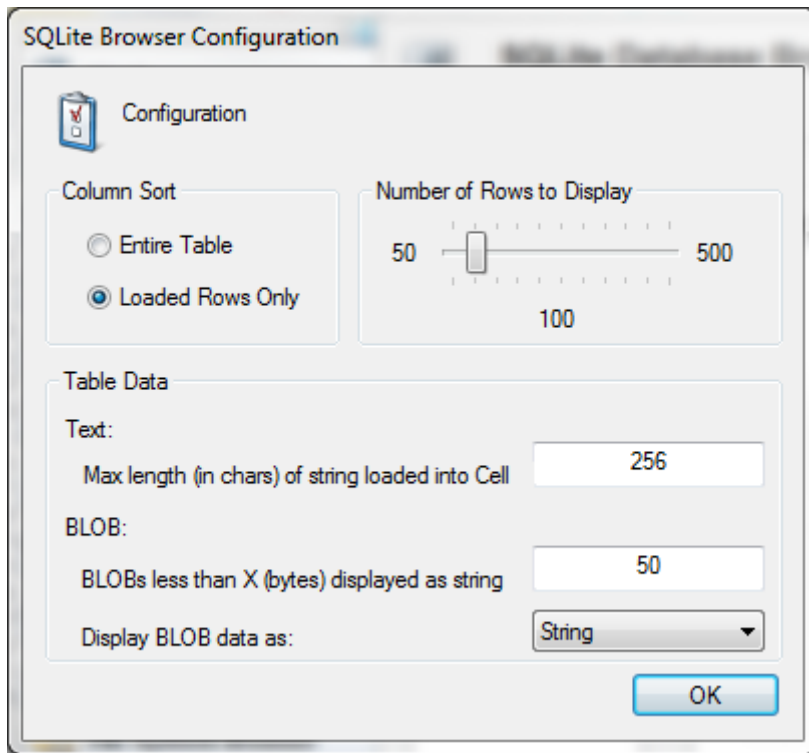 SQLite Browser Configuration
Configuration
Column Sort
Entire Table
Loaded Rows Only
Number of Rows to Display
50
500
100
Table Data
Text:
Max length (in chars) of string loaded into Cell
256
BLOB:
BLOBs less than X (bytes) displayed as string
50
Display BLOB data as:
String
OK